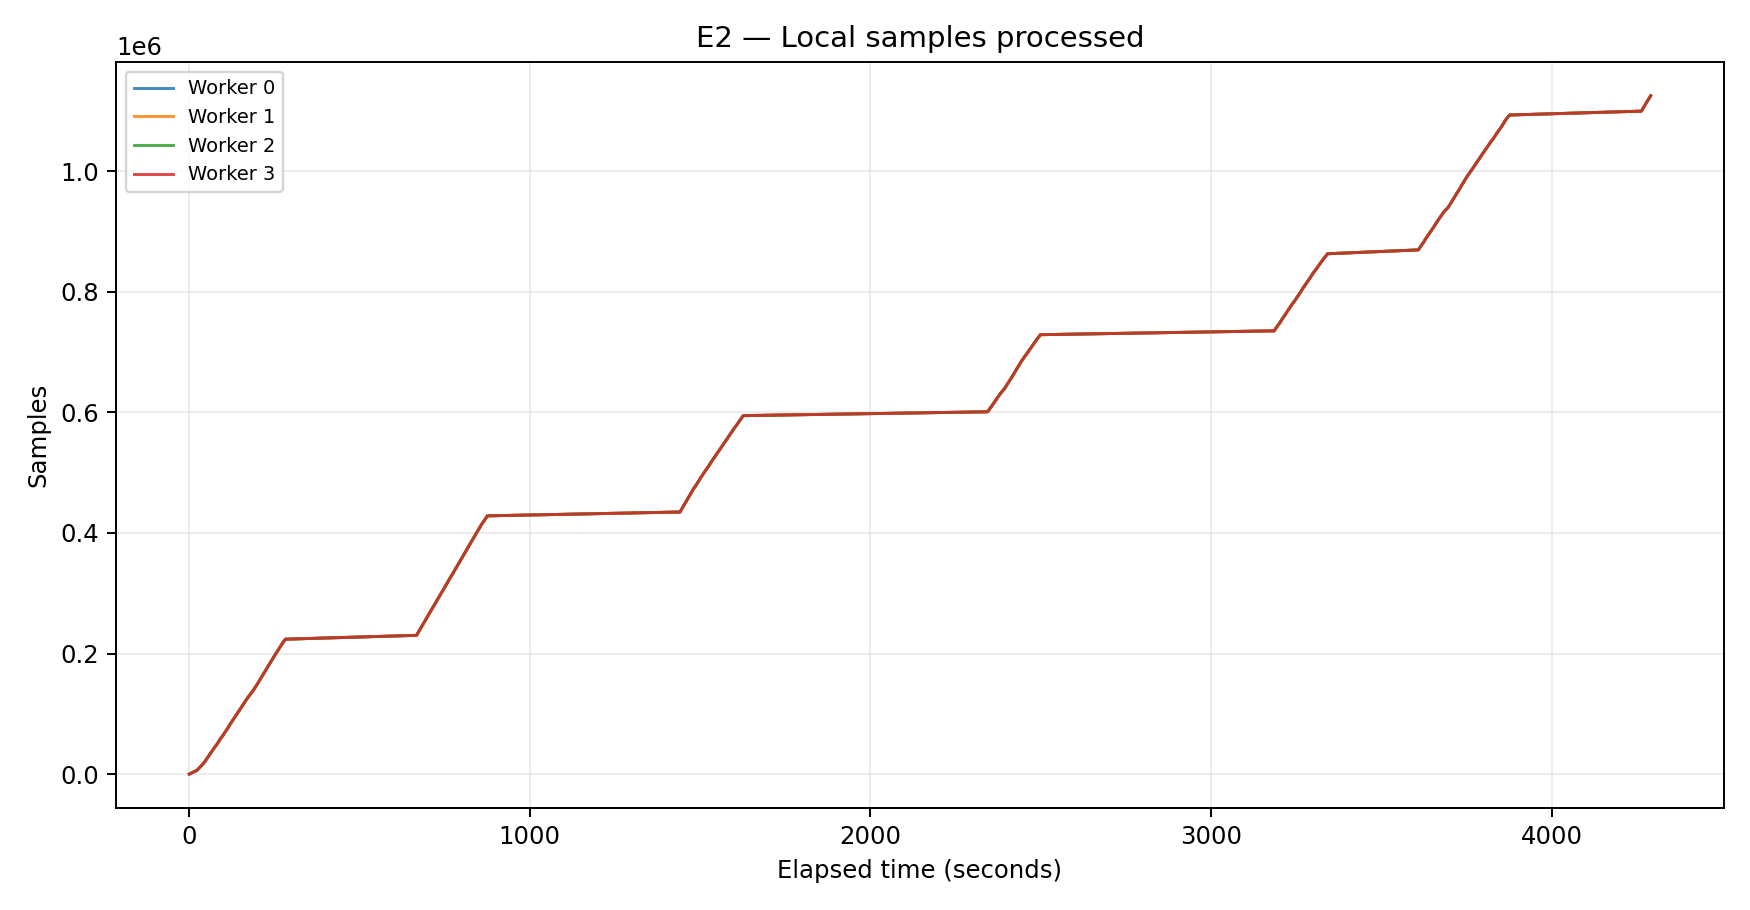 E2 — Local samples processed
1e6
Worker 0
Worker 1
Worker 2
Worker 3
1.0
0.8
0.6
0.4
0.2
0.0
Samples
0 1000 2000 3000 4000
Elapsed time (seconds)